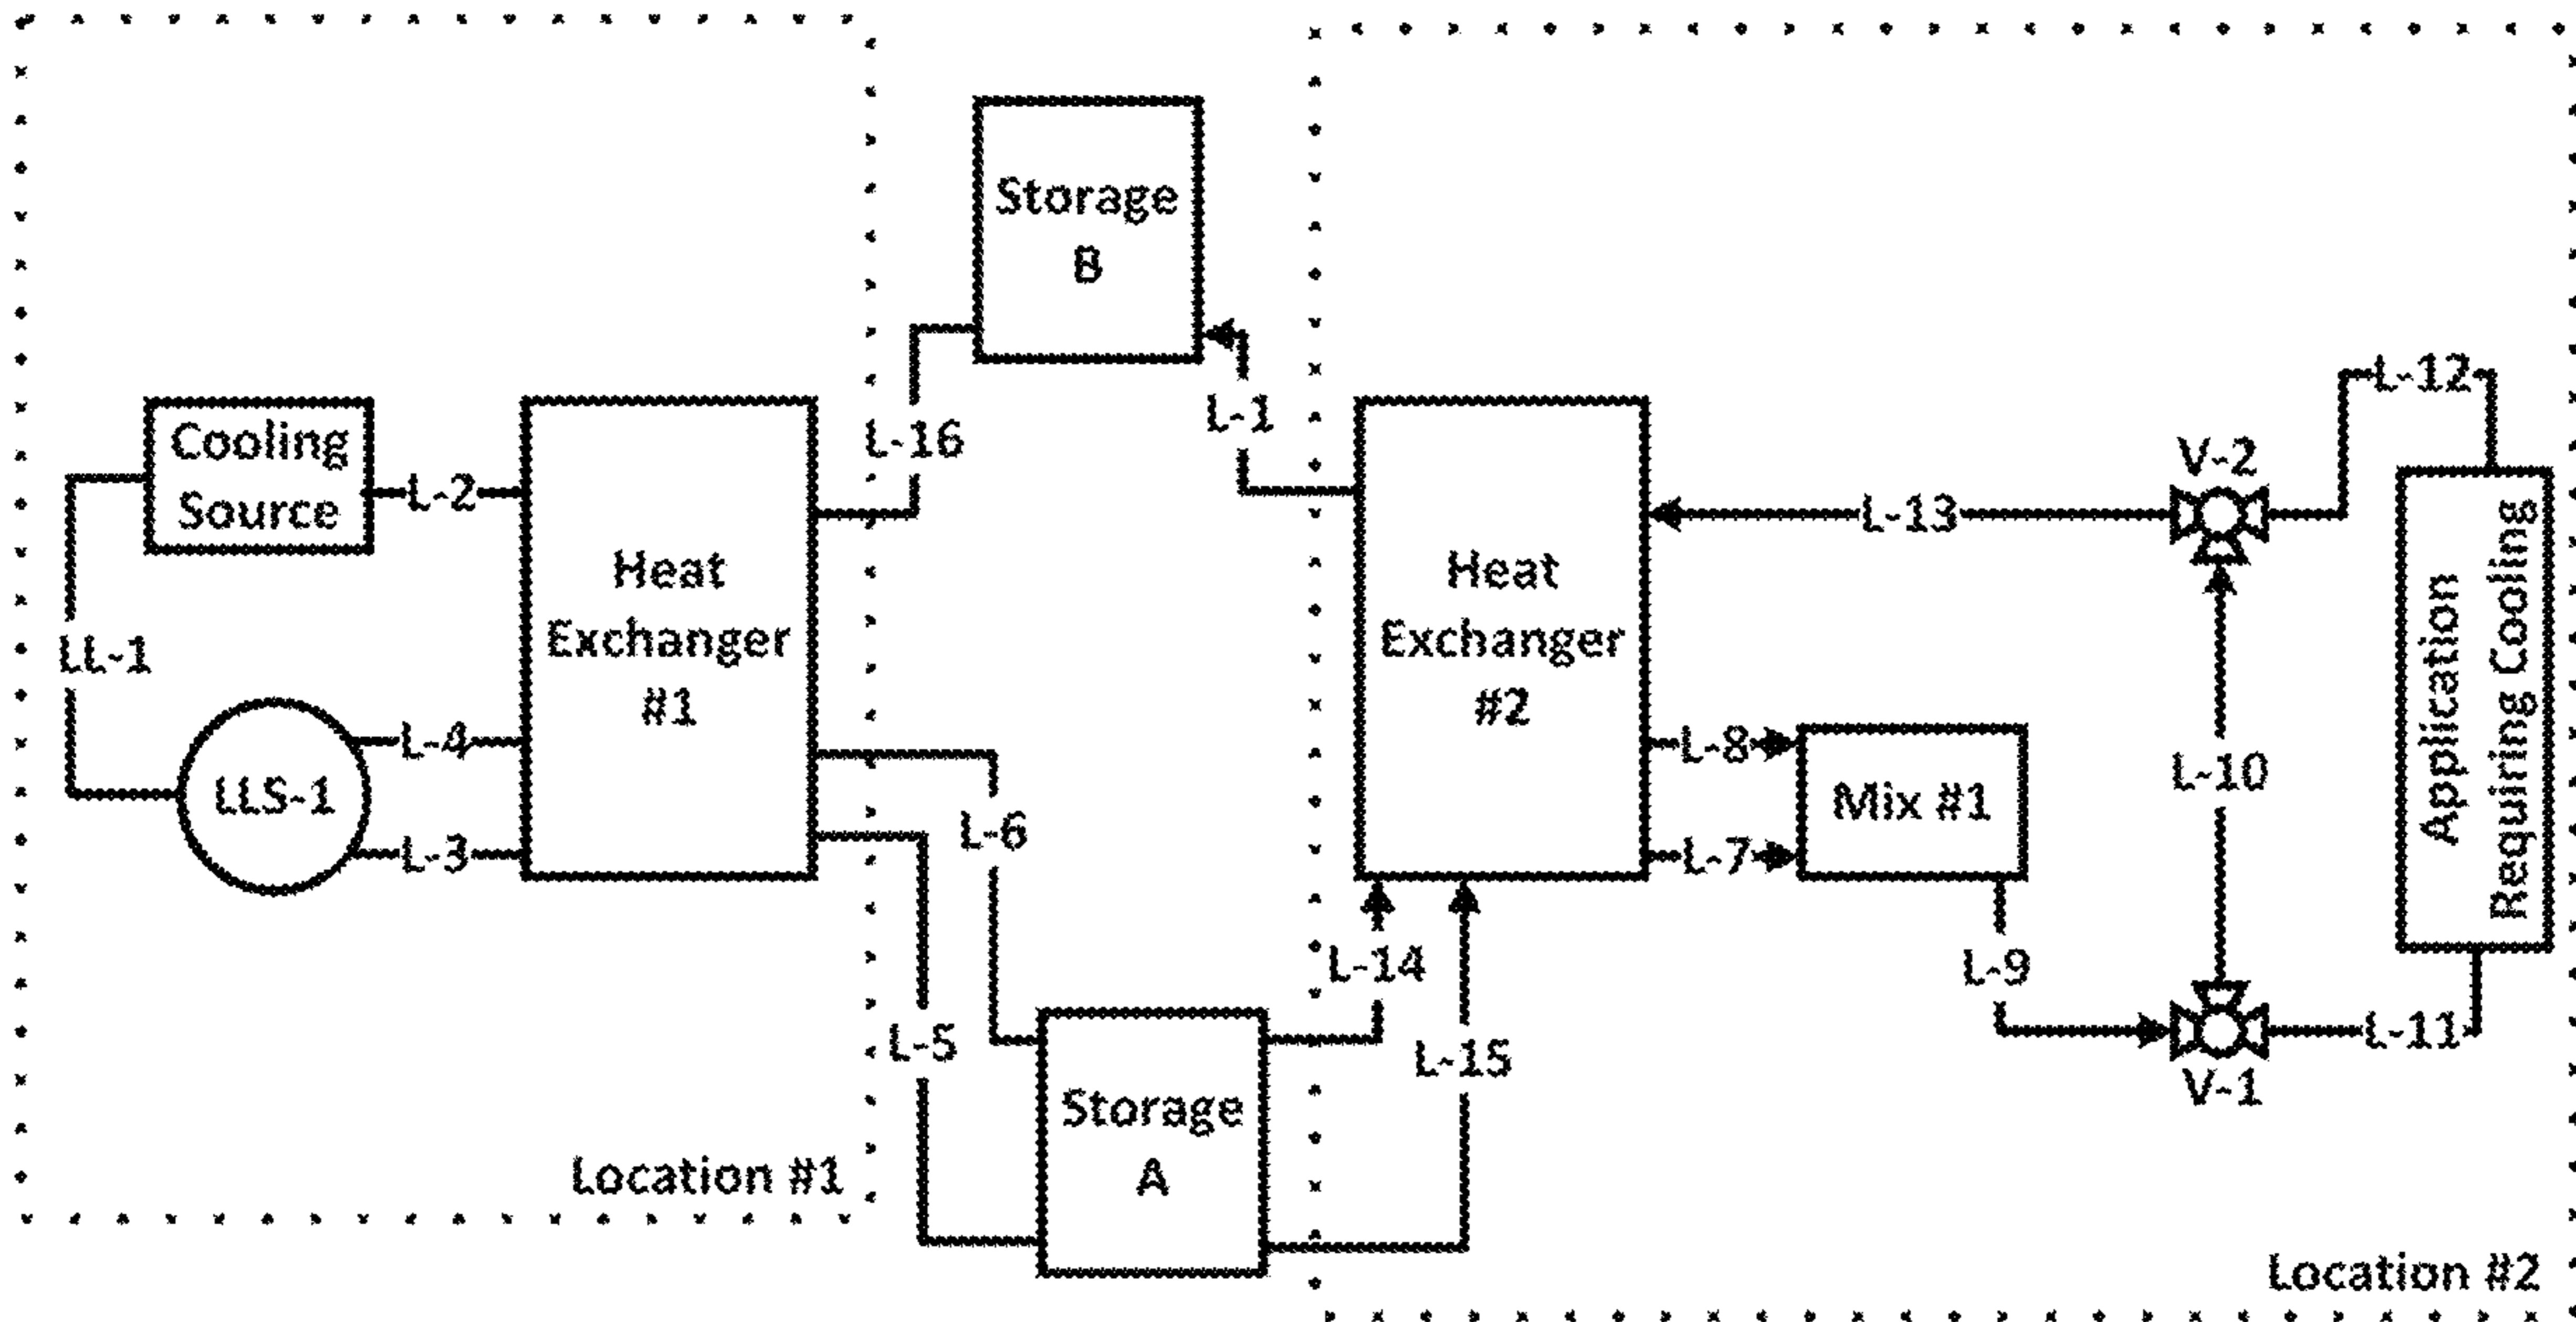 Storage
B
L-12
L-1
Cooling
Source
L-16
V-2
L-2
L-13
Heat
Exchanger
#1
Heat
Exchanger
#2
Application
Requiring Cooling
LL-1
L-4
L-8
LLS-1
Mix #1
L-10
L-6
L-3
L-7
L-14
L-9
L-5
L-15
L-11
V-1
Storage
A
Location #1
Location #2